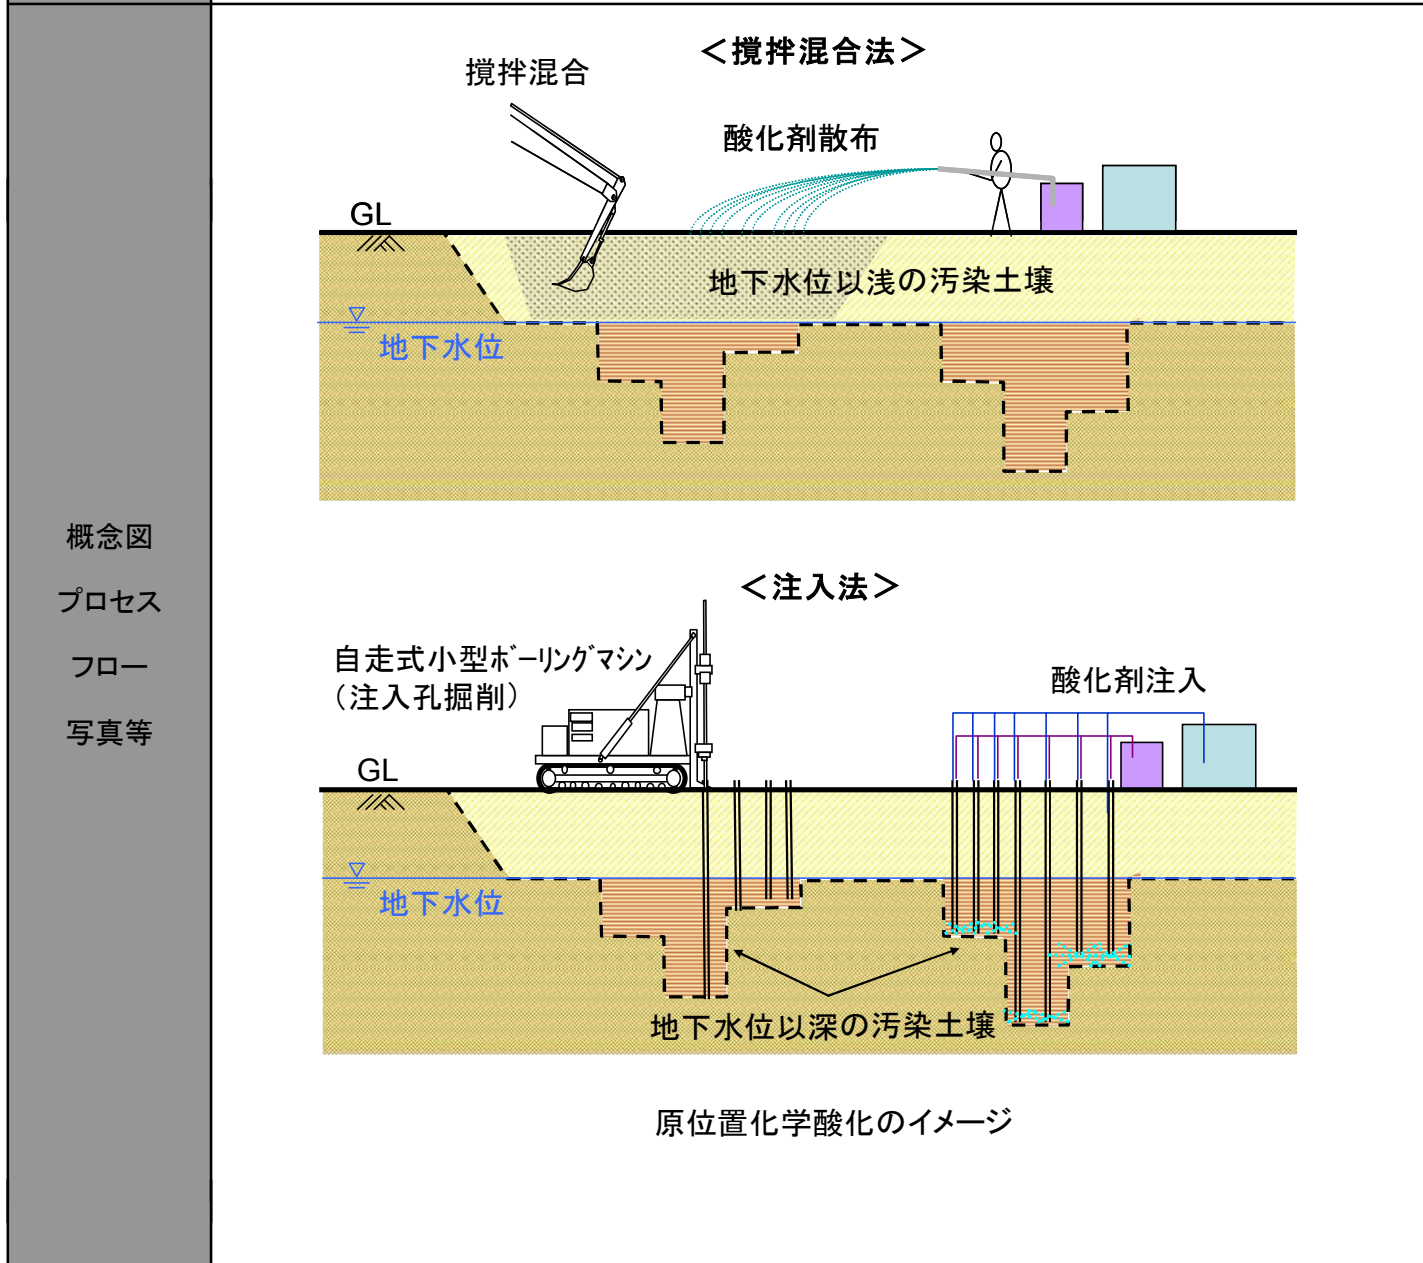 概念図
プロセス
フロー
写真等
＜攪拌混合法＞
攪拌混合
酸化剤散布
GL
地下水位以浅の汚染土壌
地下水位
＜注入法＞
自走式小型ﾎﾞｰﾘﾝｸﾞﾏｼﾝ
（注入孔掘削）
酸化剤注入
GL
地下水位
地下水位以深の汚染土壌
原位置化学酸化のイメージ